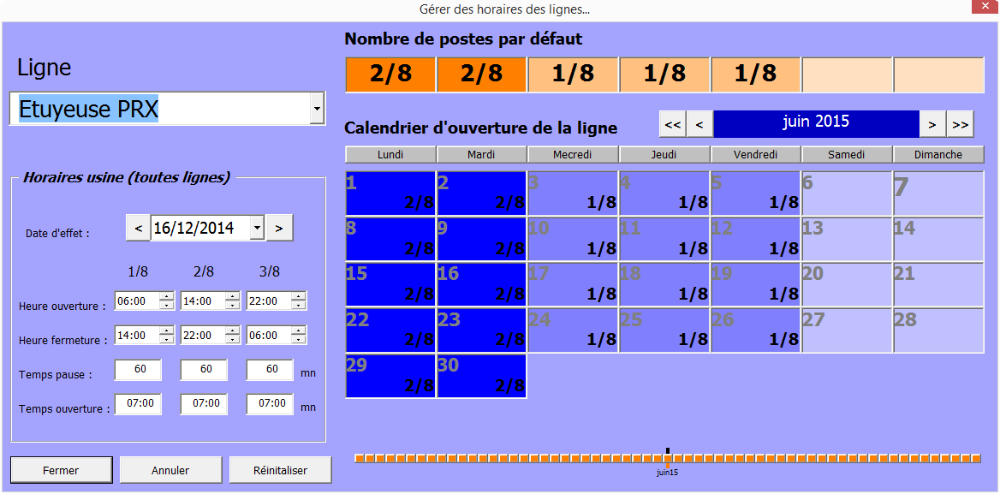 Gérer des horaires des lignes...
Ligne
Etuyeuse PRX
Horaires usine (toutes lignes)
Date d'effet : < 16/12/2014 >
1/8 2/8 3/8
Heure ouverture : 06:00 14:00 22:00
Heure fermeture : 14:00 22:00 06:00
Temps pause : 60 60 60 mn
Temps ouverture : 07:00 07:00 07:00 mn
Fermer Annuler Réinitaliser
Nombre de postes par défaut
2/8 2/8 1/8 1/8 1/8
Calendrier d'ouverture de la ligne << < juin 2015 > >>
Lundi Mardi Mecredi Jeudi Vendredi Samedi Dimanche
1 2 3 4 5 6 7
2/8 2/8 1/8 1/8 1/8
8 9 10 11 12 13 14
2/8 2/8 1/8 1/8 1/8
15 16 17 18 19 20 21
2/8 2/8 1/8 1/8 1/8
22 23 24 25 26 27 28
2/8 2/8 1/8 1/8 1/8
29 30
2/8 2/8
juin15